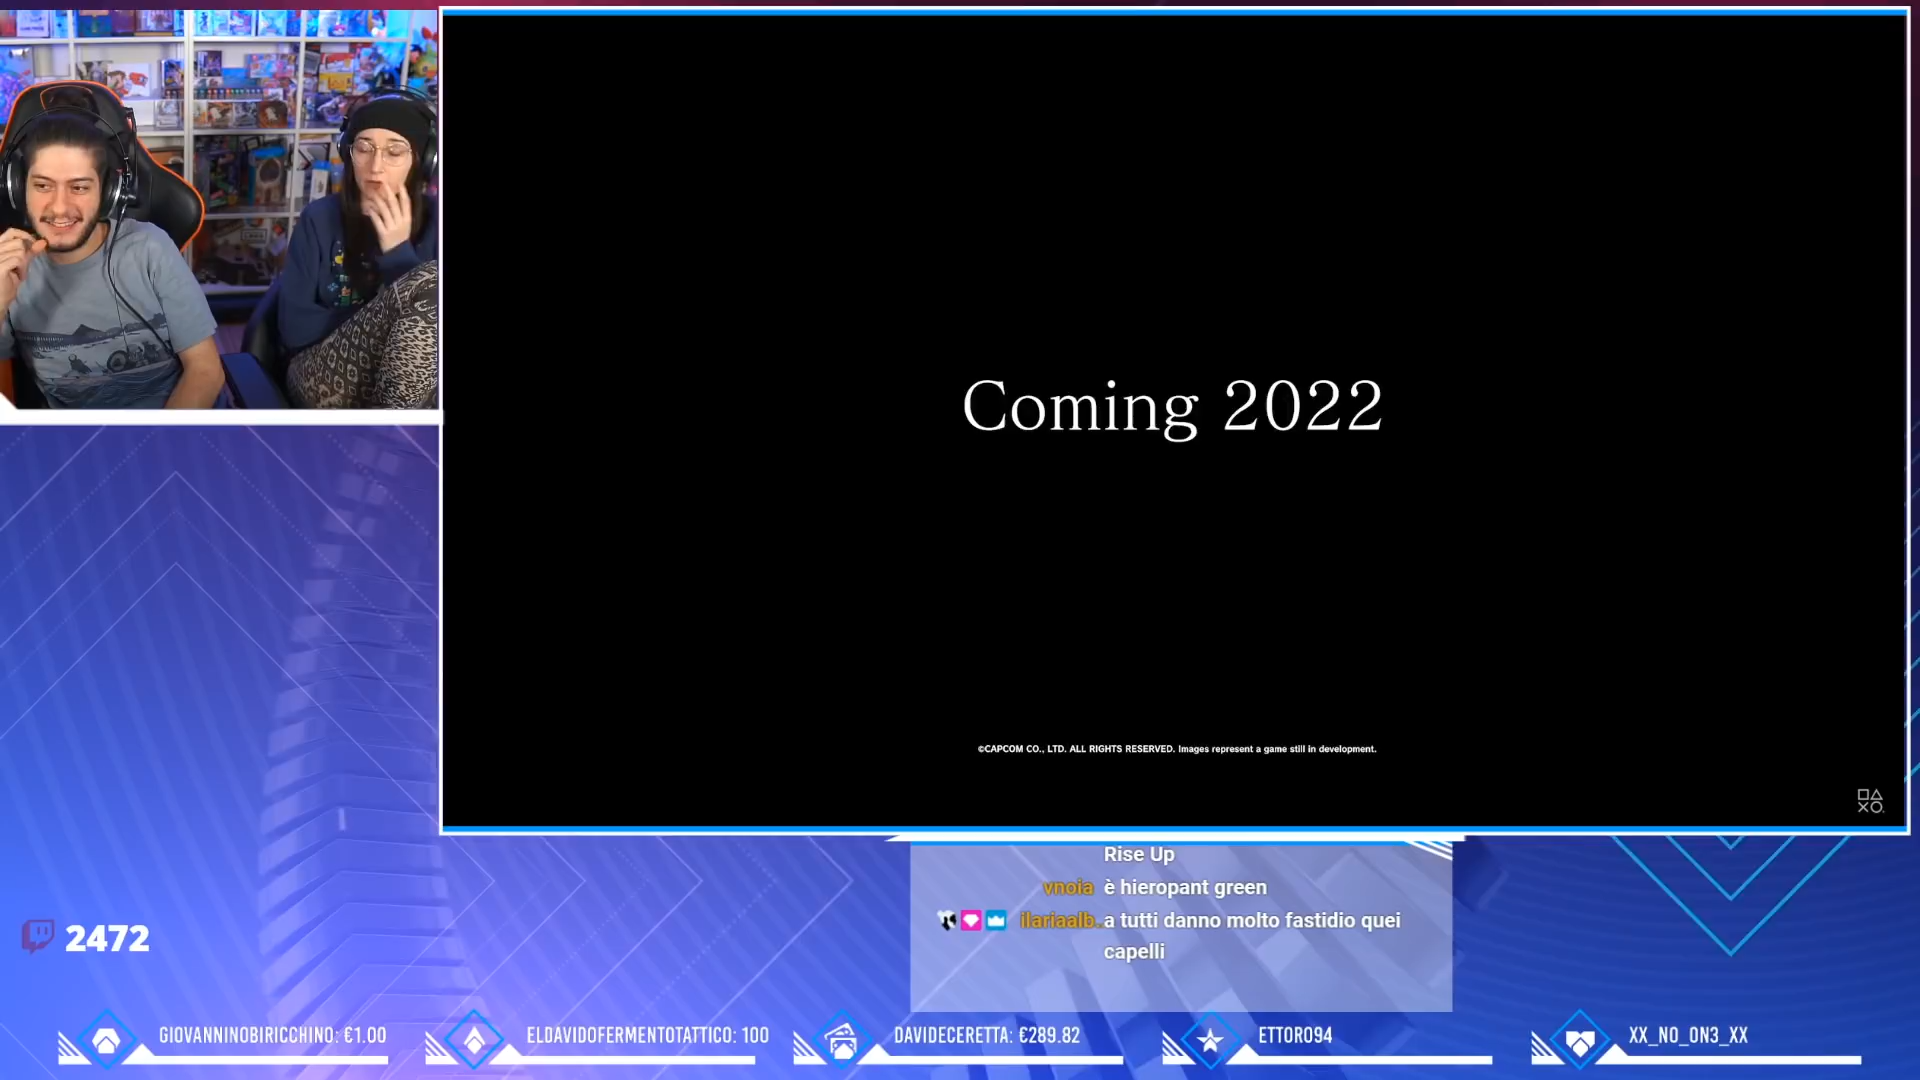 Coming 2022
©CAPCOM CO., LTD. ALL RIGHTS RESERVED. Images represent a game still in development.
Rise Up
vnoia è hieropant green
ilariaalb.. a tutti danno molto fastidio quei
capelli
2472
GIOVANNINOBIRICCHINO: €1.00
ELDAVIDOFERMENTOTATTICO: 100
DAVIDECERETTA: €289.82
ETTORO94
XX_NO_ON3_XX